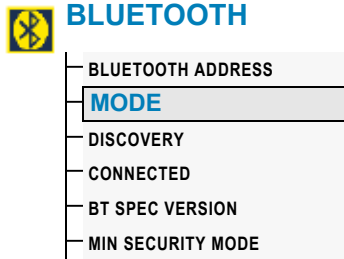 BLUETOOTH
BLUETOOTH ADDRESS
MODE
DISCOVERY
CONNECTED
BT SPEC VERSION
MIN SECURITY MODE